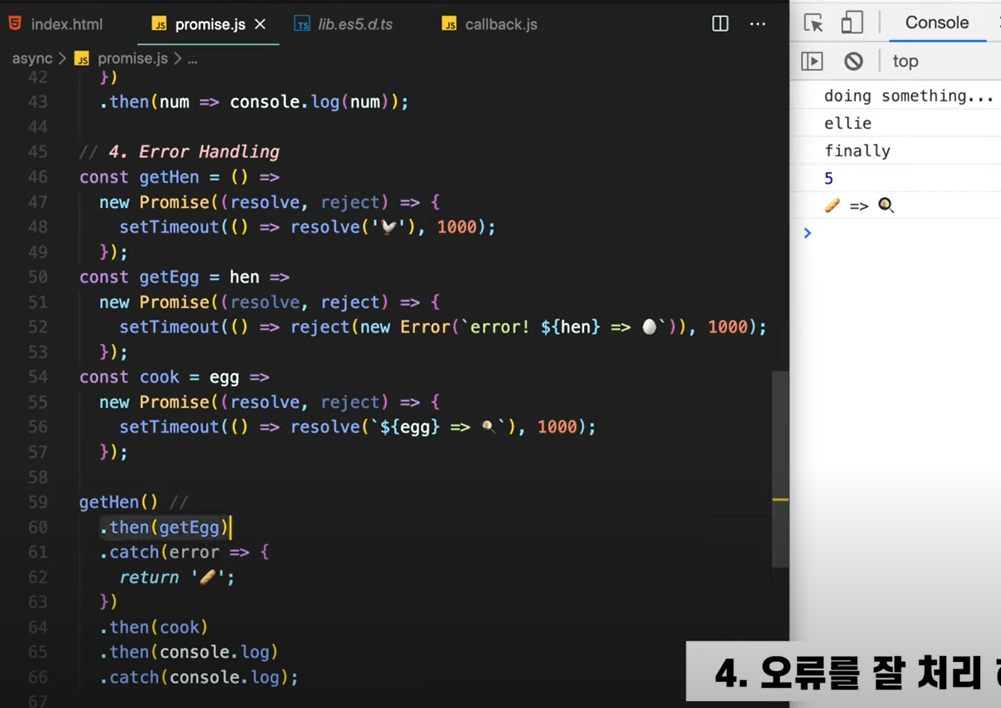 index.html
promise.js
lib.es5.d.ts
callback.js
async > promise.js > ...
42 })
43 .then(num => console.log(num));
44
45 // 4. Error Handling
46 const getHen = () =>
47 new Promise((resolve, reject) => {
48 setTimeout(() => resolve('🐓'), 1000);
49 });
50 const getEgg = hen =>
51 new Promise((resolve, reject) => {
52 setTimeout(() => reject(new Error(`error! ${hen} => 🥚`)), 1000);
53 });
54 const cook = egg =>
55 new Promise((resolve, reject) => {
56 setTimeout(() => resolve(`${egg} => 🍳`), 1000);
57 });
58
59 getHen() //
60 .then(getEgg)
61 .catch(error => {
62 return '🥖';
63 })
64 .then(cook)
65 .then(console.log)
66 .catch(console.log);
67
Console
top
doing something...
ellie
finally
5
🥖 => 🍳
>
4. 오류를 잘 처리